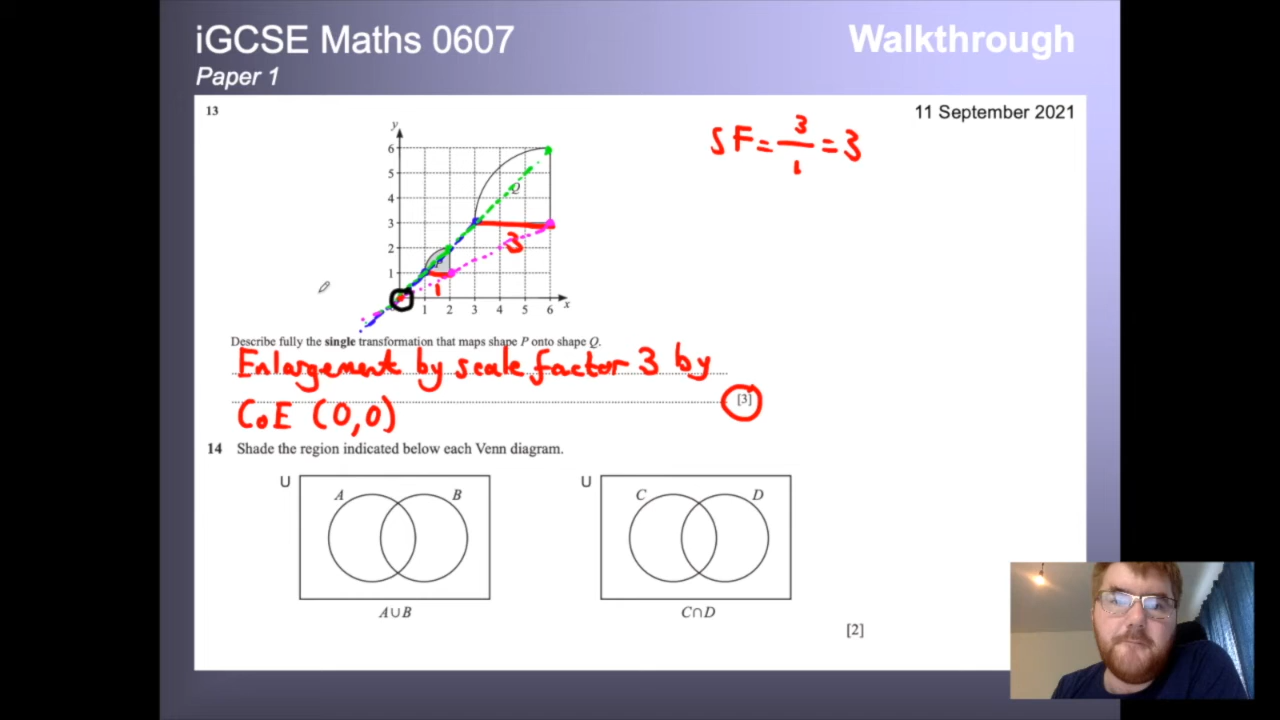 iGCSE Maths 0607
Walkthrough
Paper 1
13
11 September 2021
SF = 3/1 = 3
y
6
5
4
3
2
1
Q
P
3
1
1 2 3 4 5 6 x
Describe fully the single transformation that maps shape P onto shape Q.
Enlargement by scale factor 3 by
CoE (0,0)
[3]
14 Shade the region indicated below each Venn diagram.
U A B
U C D
A∪B
C∩D
[2]